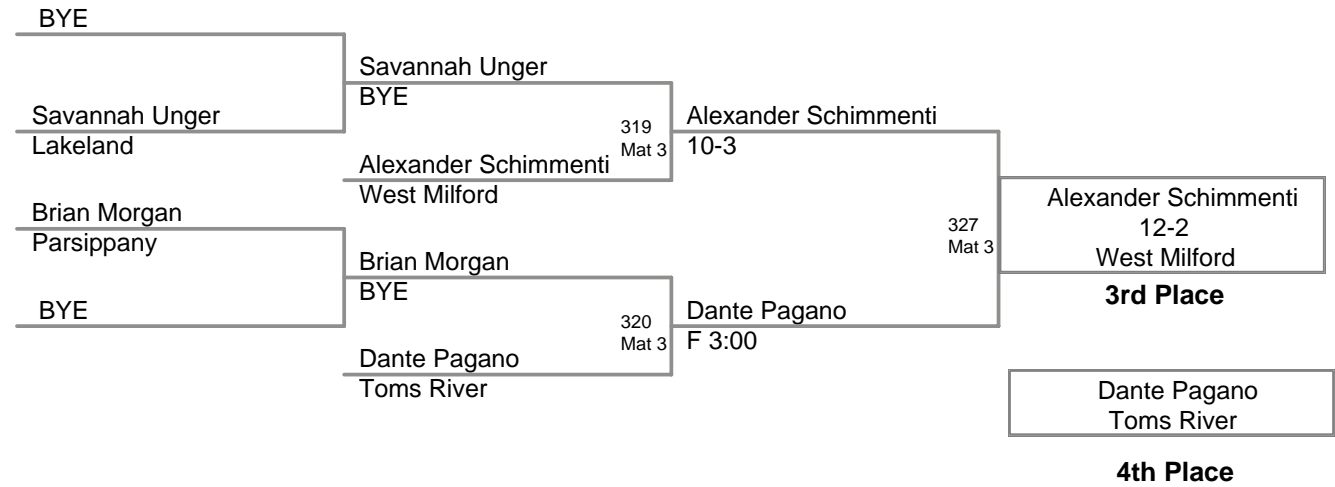 BYE
Savannah Unger
BYE
Savannah Unger
Lakeland
319
Mat 3
Alexander Schimmenti
10-3
Alexander Schimmenti
West Milford
Brian Morgan
Parsippany
Brian Morgan
BYE
BYE
320
Mat 3
Dante Pagano
F 3:00
Dante Pagano
Toms River
327
Mat 3
Alexander Schimmenti
12-2
West Milford
3rd Place
Dante Pagano
Toms River
4th Place